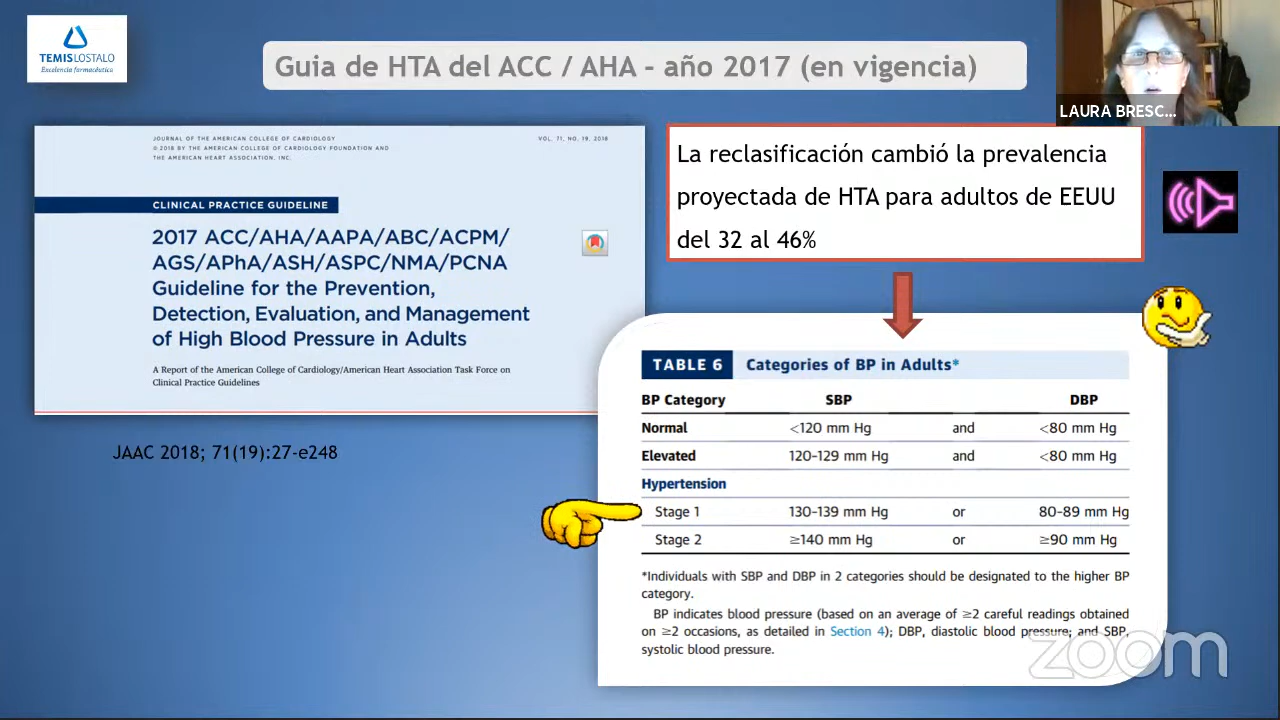 TEMISLOSTALO
Excelencia farmacéutica
Guia de HTA del ACC / AHA - año 2017 (en vigencia)
LAURA BRESC...
JOURNAL OF THE AMERICAN COLLEGE OF CARDIOLOGY
© 2018 BY THE AMERICAN COLLEGE OF CARDIOLOGY FOUNDATION AND
THE AMERICAN HEART ASSOCIATION, INC.
VOL. 71, NO. 19, 2018
CLINICAL PRACTICE GUIDELINE
2017 ACC/AHA/AAPA/ABC/ACPM/
AGS/APhA/ASH/ASPC/NMA/PCNA
Guideline for the Prevention,
Detection, Evaluation, and Management
of High Blood Pressure in Adults
A Report of the American College of Cardiology/American Heart Association Task Force on
Clinical Practice Guidelines
JAAC 2018; 71(19):27-e248
La reclasificación cambió la prevalencia
proyectada de HTA para adultos de EEUU
del 32 al 46%
TABLE 6 Categories of BP in Adults*
BP Category SBP DBP
Normal <120 mm Hg and <80 mm Hg
Elevated 120-129 mm Hg and <80 mm Hg
Hypertension
Stage 1 130-139 mm Hg or 80-89 mm Hg
Stage 2 ≥140 mm Hg or ≥90 mm Hg
*Individuals with SBP and DBP in 2 categories should be designated to the higher BP
category.
BP indicates blood pressure (based on an average of ≥2 careful readings obtained
on ≥2 occasions, as detailed in Section 4); DBP, diastolic blood pressure; and SBP,
systolic blood pressure.
zoom